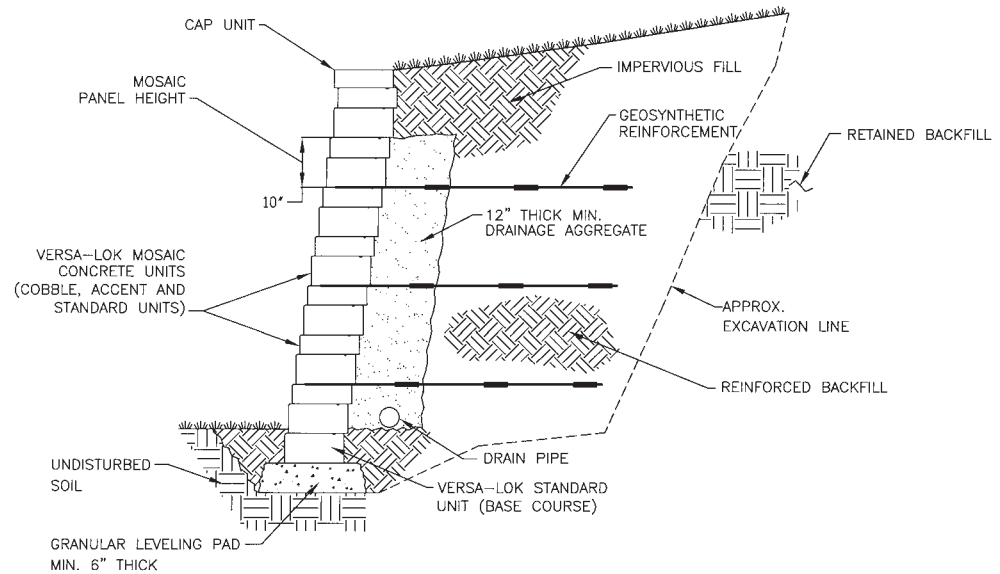 CAP UNIT
MOSAIC
PANEL HEIGHT
10"
VERSA-LOK MOSAIC
CONCRETE UNITS
(COBBLE, ACCENT AND
STANDARD UNITS)
UNDISTURBED
SOIL
GRANULAR LEVELING PAD
MIN. 6" THICK
IMPERVIOUS FILL
GEOSYNTHETIC
REINFORCEMENT
RETAINED BACKFILL
12" THICK MIN.
DRAINAGE AGGREGATE
APPROX.
EXCAVATION LINE
REINFORCED BACKFILL
DRAIN PIPE
VERSA-LOK STANDARD
UNIT (BASE COURSE)